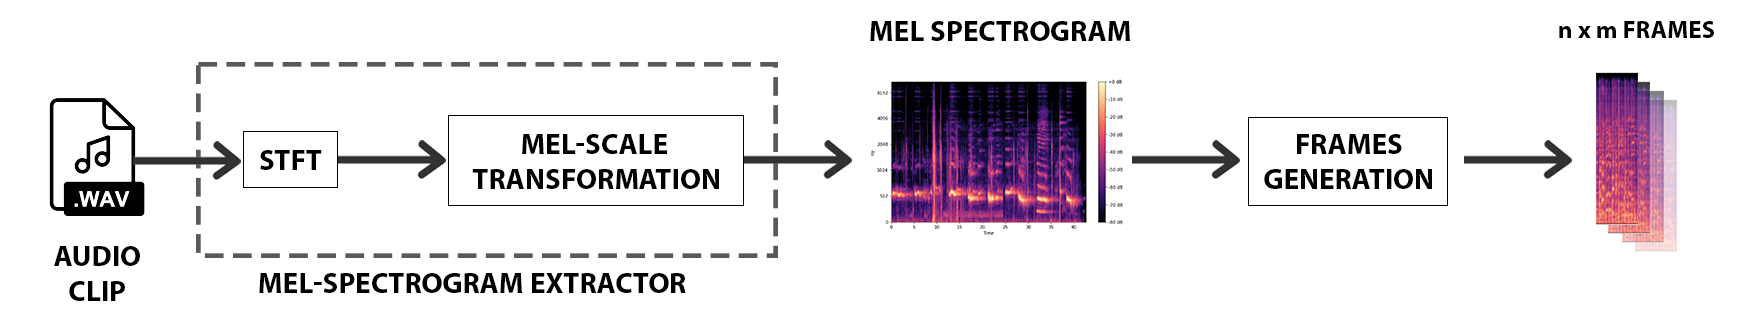 .WAV
AUDIO
CLIP
STFT
MEL-SCALE
TRANSFORMATION
MEL-SPECTROGRAM EXTRACTOR
MEL SPECTROGRAM
8192
4096
2048
1024
512
0
Hz
0 5 10 15 20 25 30 35 40
Time
+0 dB
-10 dB
-20 dB
-30 dB
-40 dB
-50 dB
-60 dB
-70 dB
-80 dB
FRAMES
GENERATION
n x m FRAMES